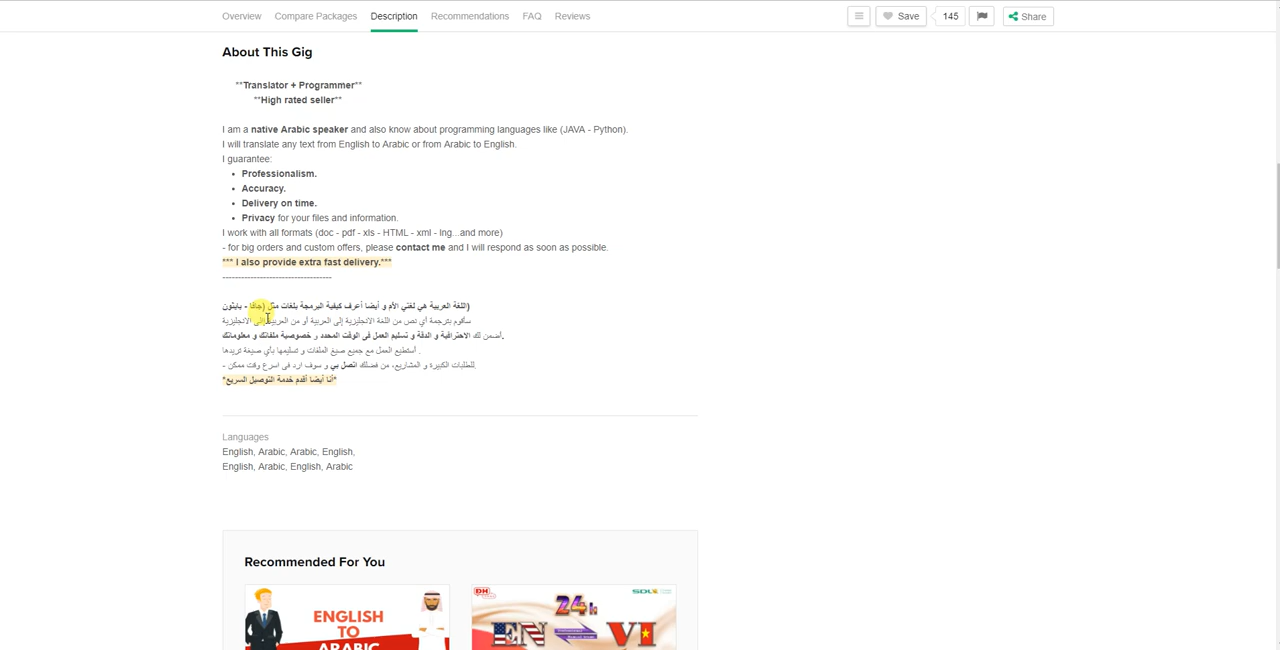 Overview Compare Packages Description Recommendations FAQ Reviews Save 145 Share
About This Gig
**Translator + Programmer**
**High rated seller**
I am a native Arabic speaker and also know about programming languages like (JAVA - Python).
I will translate any text from English to Arabic or from Arabic to English.
I guarantee:
• Professionalism.
• Accuracy.
• Delivery on time.
• Privacy for your files and information.
I work with all formats (doc - pdf - xls - HTML - xml - lng...and more)
- for big orders and custom offers, please contact me and I will respond as soon as possible.
*** I also provide extra fast delivery.***
-----------------------------------
(اللغة العربية هي لغتي الأم و أيضا أعرف كيفية البرمجة بلغات مثل (جافا - بايثون
سأقوم بترجمة أي نص من اللغة الانجليزية إلى العربية أو من العربية إلى الانجليزية
أضمن لك الاحترافية و الدقة و تسليم العمل فى الوقت المحدد و خصوصية ملفاتك و معلوماتك.
. أستطيع العمل مع جميع صيغ الملفات و تسليمها بأي صيغة تريدها
للطلبات الكبيرة و المشاريع، من فضلك اتصل بي و سوف ارد فى اسرع وقت ممكن -
*أنا أيضا أقدم خدمة التوصيل السريع*
Languages
English, Arabic, Arabic, English,
English, Arabic, English, Arabic
Recommended For You
ENGLISH
TO
ARABIC
DH
24h
SDL
EN VI